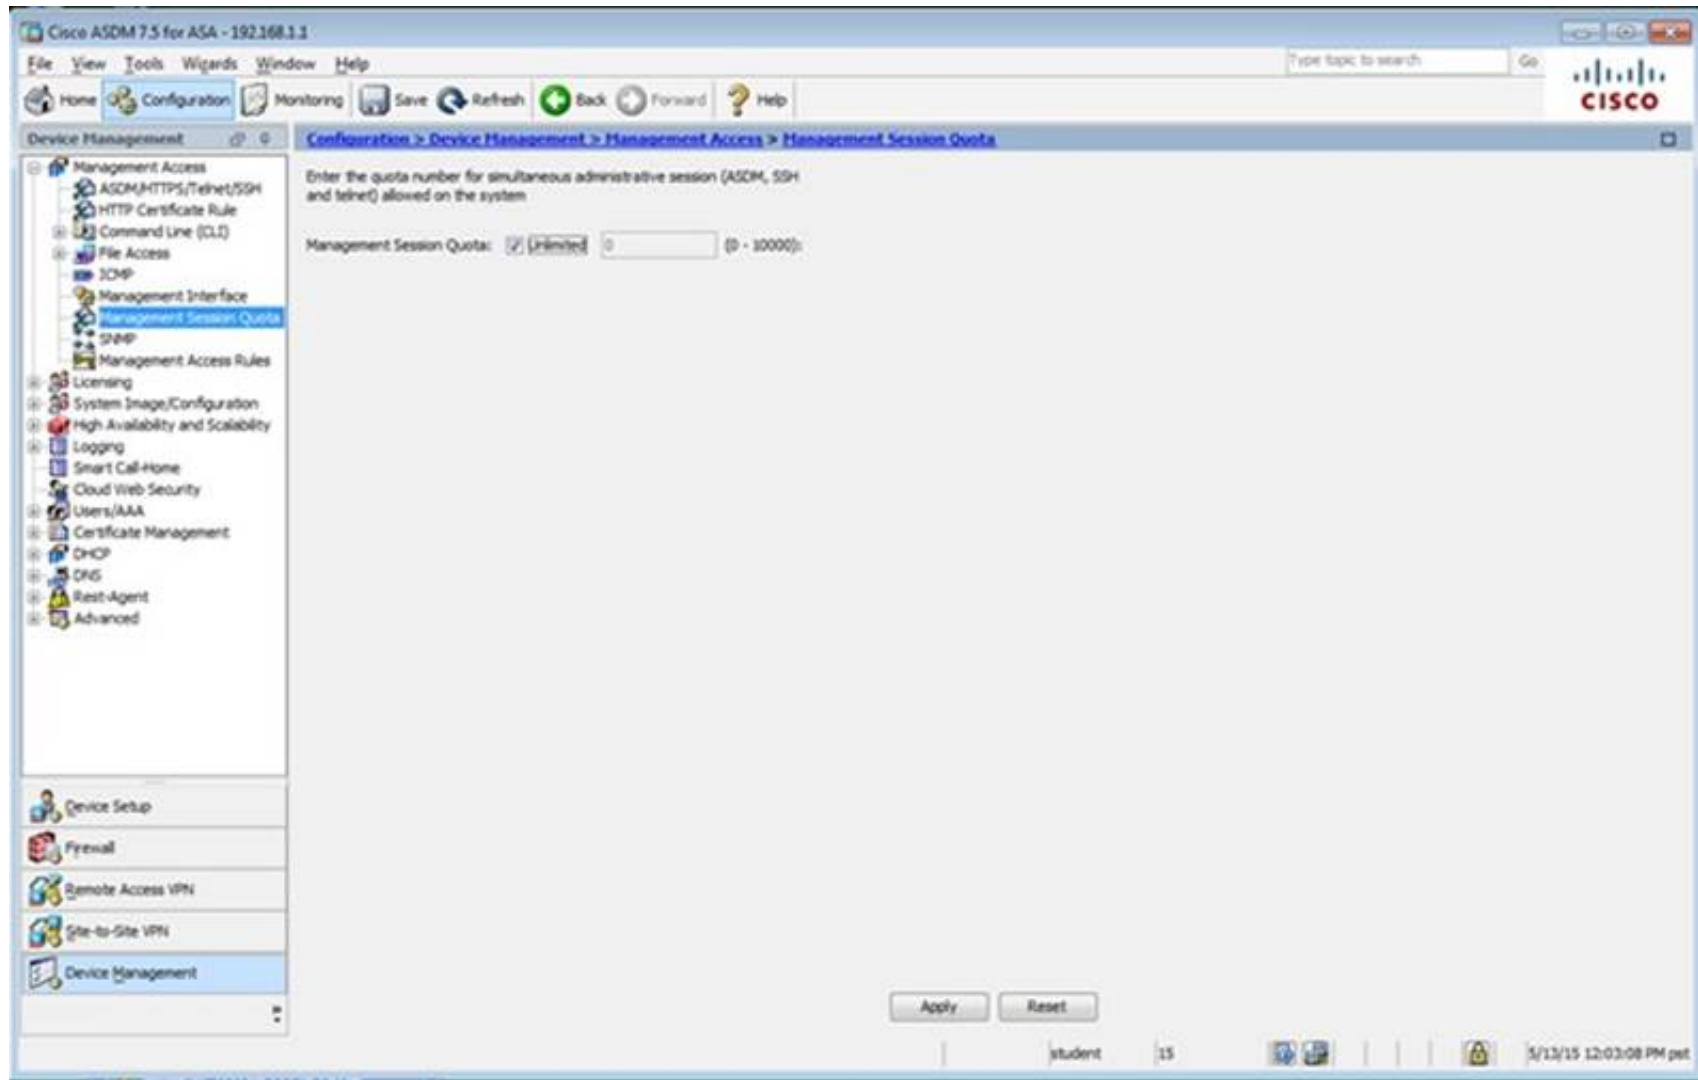 Cisco ASDM 7.5 for ASA - 192.168.1.1
File View Tools Wizards Window Help
Type topic to search Go
Home Configuration Monitoring Save Refresh Back Forward Help
CISCO
Device Management
Configuration > Device Management > Management Access > Management Session Quota
Management Access
ASDM/HTTPS/Telnet/SSH
HTTP Certificate Rule
Command Line (CLI)
File Access
ICMP
Management Interface
Management Session Quota
SNMP
Management Access Rules
Licensing
System Image/Configuration
High Availability and Scalability
Logging
Smart Call-Home
Cloud Web Security
Users/AAA
Certificate Management
DHCP
DNS
Rest-Agent
Advanced
Enter the quota number for simultaneous administrative session (ASDM, SSH
and telnet) allowed on the system
Management Session Quota: Unlimited 0 (0 - 10000):
Device Setup
Firewall
Remote Access VPN
Site-to-Site VPN
Device Management
Apply Reset
student 15 5/13/15 12:03:08 PM pst